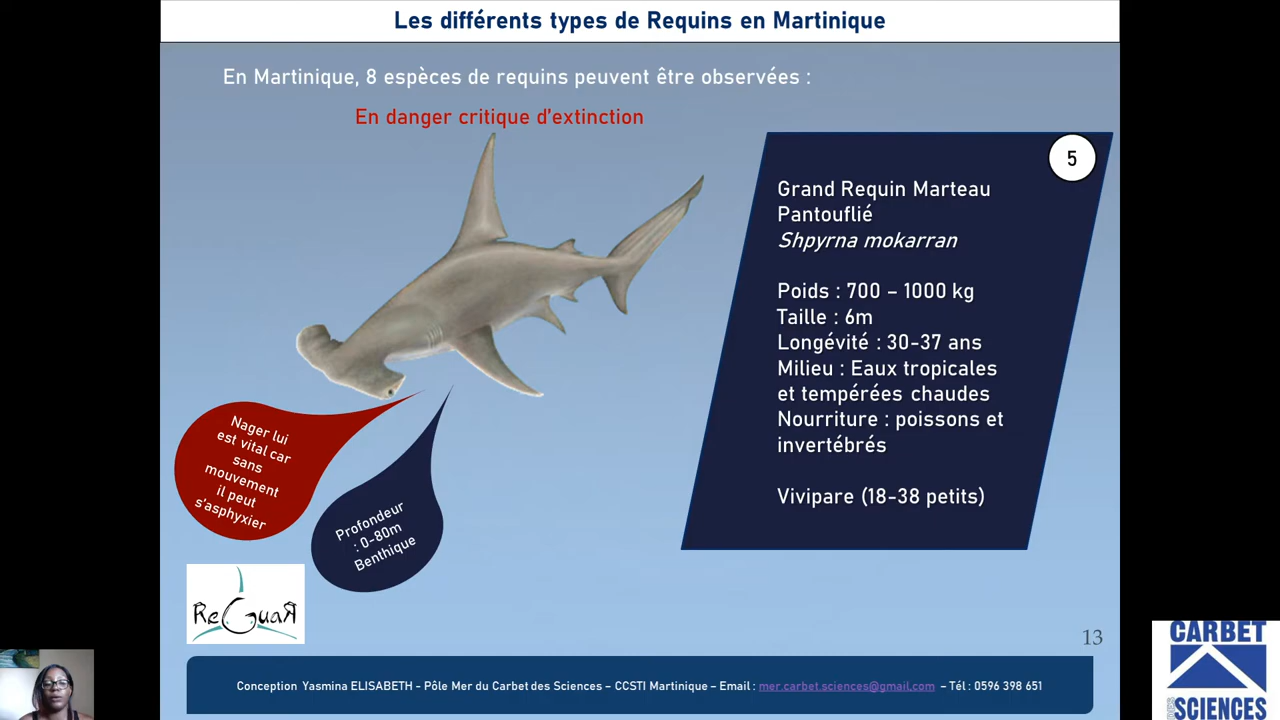 Les différents types de Requins en Martinique
En Martinique, 8 espèces de requins peuvent être observées :
En danger critique d'extinction
5
Grand Requin Marteau
Pantouflié
Shpyrna mokarran
Poids : 700 – 1000 kg
Taille : 6m
Longévité : 30-37 ans
Milieu : Eaux tropicales
et tempérées chaudes
Nourriture : poissons et
invertébrés
Vivipare (18-38 petits)
Nager lui
est vital car
sans
mouvement
il peut
s'asphyxier
Profondeur
: 0-80m
Benthique
ReGuaR
13
Conception Yasmina ELISABETH - Pôle Mer du Carbet des Sciences – CCSTI Martinique – Email : mer.carbet.sciences@gmail.com – Tél : 0596 398 651
CARBET
DES SCIENCES